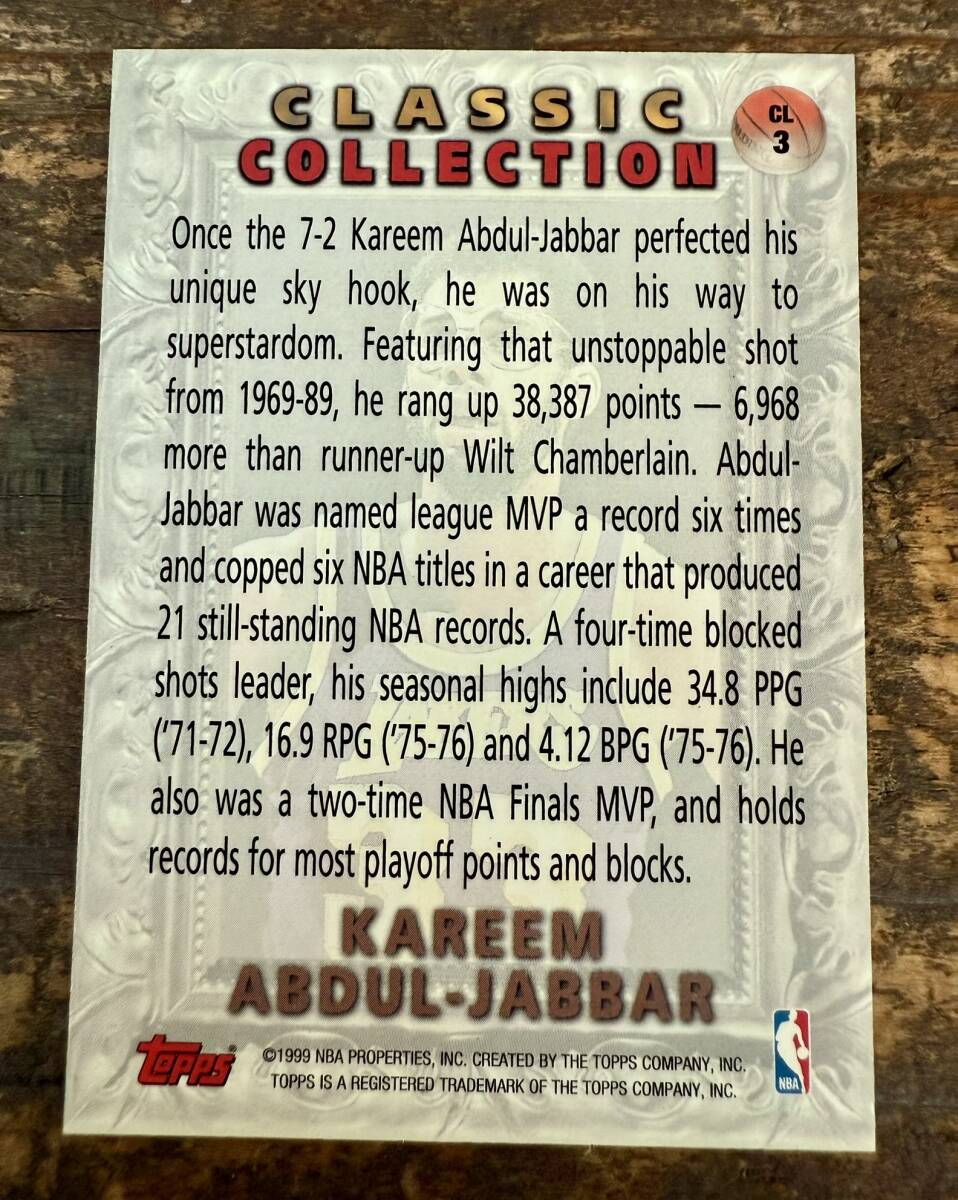 CLASSIC
COLLECTION
CL
3
Once the 7-2 Kareem Abdul-Jabbar perfected his
unique sky hook, he was on his way to
superstardom. Featuring that unstoppable shot
from 1969-89, he rang up 38,387 points — 6,968
more than runner-up Wilt Chamberlain. Abdul-
Jabbar was named league MVP a record six times
and copped six NBA titles in a career that produced
21 still-standing NBA records. A four-time blocked
shots leader, his seasonal highs include 34.8 PPG
('71-72), 16.9 RPG ('75-76) and 4.12 BPG ('75-76). He
also was a two-time NBA Finals MVP, and holds
records for most playoff points and blocks.
KAREEM
ABDUL-JABBAR
Topps®
©1999 NBA PROPERTIES, INC. CREATED BY THE TOPPS COMPANY, INC.
TOPPS IS A REGISTERED TRADEMARK OF THE TOPPS COMPANY, INC.
NBA